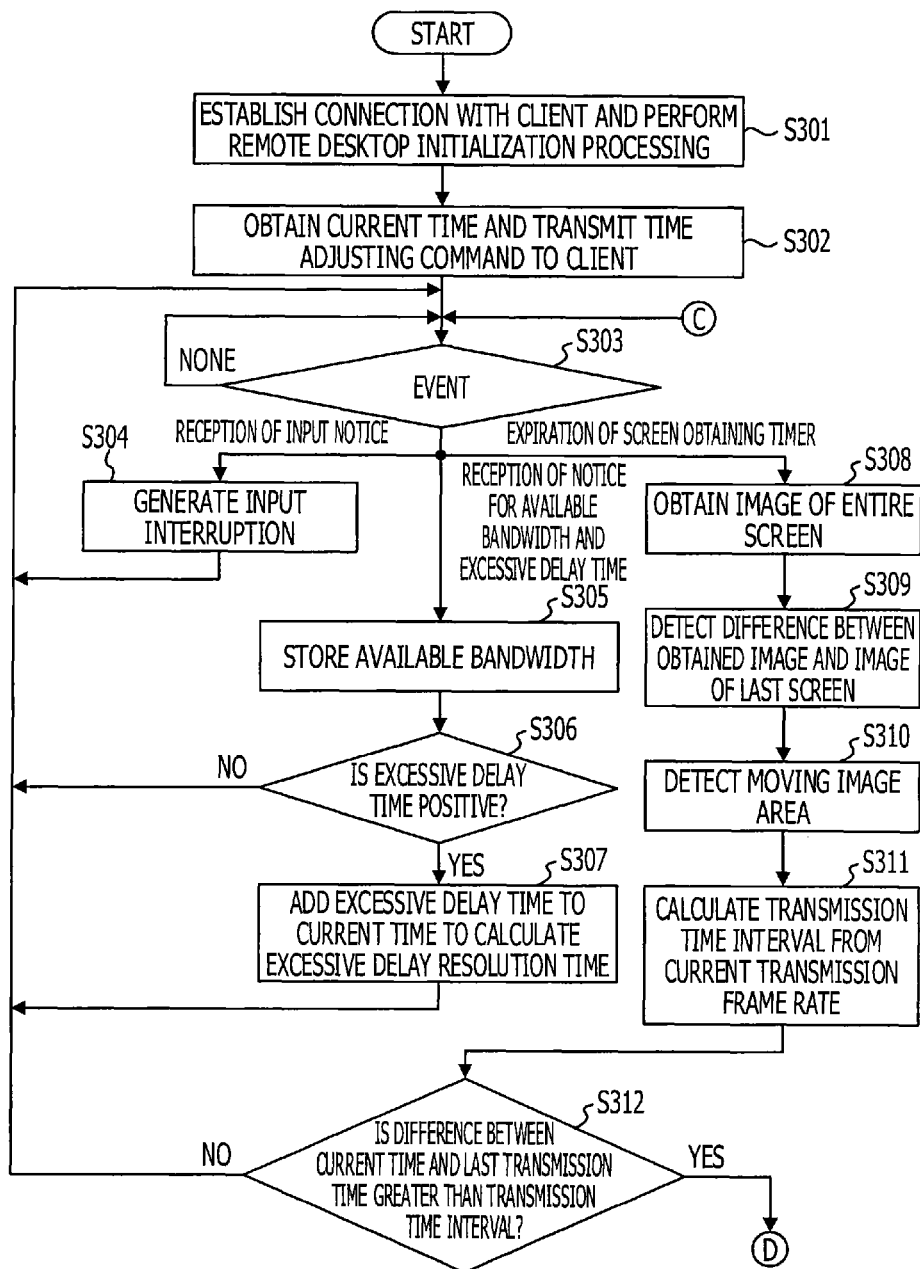 START
ESTABLISH CONNECTION WITH CLIENT AND PERFORM
REMOTE DESKTOP INITIALIZATION PROCESSING
S301
OBTAIN CURRENT TIME AND TRANSMIT TIME
ADJUSTING COMMAND TO CLIENT
S302
C
S303
NONE
EVENT
RECEPTION OF INPUT NOTICE
EXPIRATION OF SCREEN OBTAINING TIMER
S304
GENERATE INPUT
INTERRUPTION
RECEPTION OF NOTICE
FOR AVAILABLE
BANDWIDTH AND
EXCESSIVE DELAY TIME
S308
OBTAIN IMAGE OF ENTIRE
SCREEN
S305
STORE AVAILABLE BANDWIDTH
S309
DETECT DIFFERENCE BETWEEN
OBTAINED IMAGE AND IMAGE
OF LAST SCREEN
S306
NO
IS EXCESSIVE DELAY
TIME POSITIVE?
YES
S310
DETECT MOVING IMAGE
AREA
S307
ADD EXCESSIVE DELAY TIME TO
CURRENT TIME TO CALCULATE
EXCESSIVE DELAY RESOLUTION TIME
S311
CALCULATE TRANSMISSION
TIME INTERVAL FROM
CURRENT TRANSMISSION
FRAME RATE
S312
NO
IS DIFFERENCE BETWEEN
CURRENT TIME AND LAST TRANSMISSION
TIME GREATER THAN TRANSMISSION
TIME INTERVAL?
YES
D